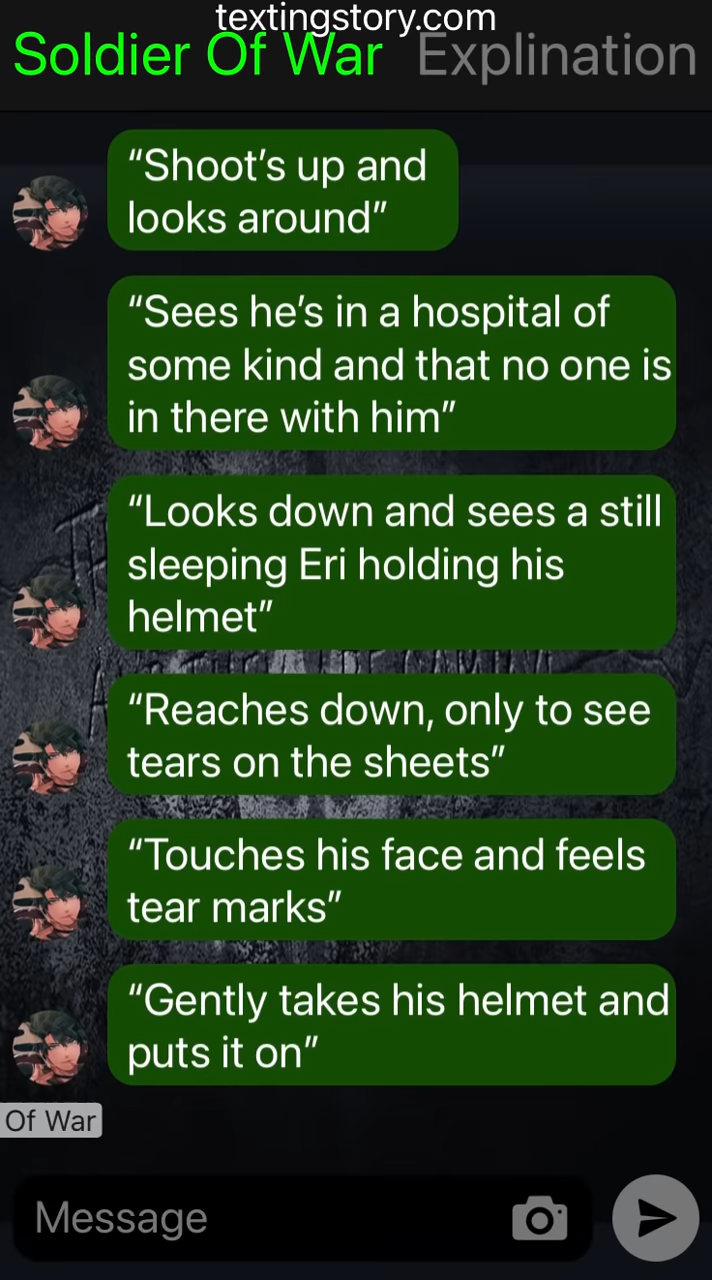 textingstory.com
Soldier Of War Explination
“Shoot’s up and
looks around”
“Sees he’s in a hospital of
some kind and that no one is
in there with him”
“Looks down and sees a still
sleeping Eri holding his
helmet”
“Reaches down, only to see
tears on the sheets”
“Touches his face and feels
tear marks”
“Gently takes his helmet and
puts it on”
Of War
Message